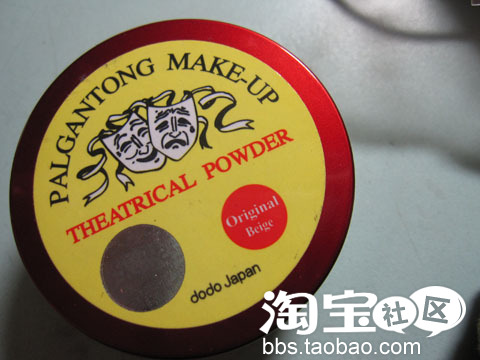 PALGANTONG MAKE-UP
THEATRICAL POWDER
Original
Beige
dodo Japan
淘宝社区
bbs.taobao.com